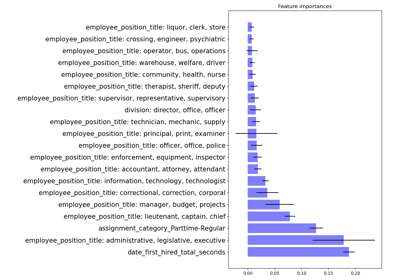 Feature importances
employee_position_title: liquor, clerk, store
employee_position_title: crossing, engineer, psychiatric
employee_position_title: operator, bus, operations
employee_position_title: warehouse, welfare, driver
employee_position_title: community, health, nurse
employee_position_title: therapist, sheriff, deputy
employee_position_title: supervisor, representative, supervisory
division: director, office, officer
employee_position_title: technician, mechanic, supply
employee_position_title: principal, print, examiner
employee_position_title: officer, office, police
employee_position_title: enforcement, equipment, inspector
employee_position_title: accountant, attorney, attendant
employee_position_title: information, technology, technologist
employee_position_title: correctional, correction, corporal
employee_position_title: manager, budget, projects
employee_position_title: lieutenant, captain, chief
assignment_category_Parttime-Regular
employee_position_title: administrative, legislative, executive
date_first_hired_total_seconds
0.00 0.05 0.10 0.15 0.20